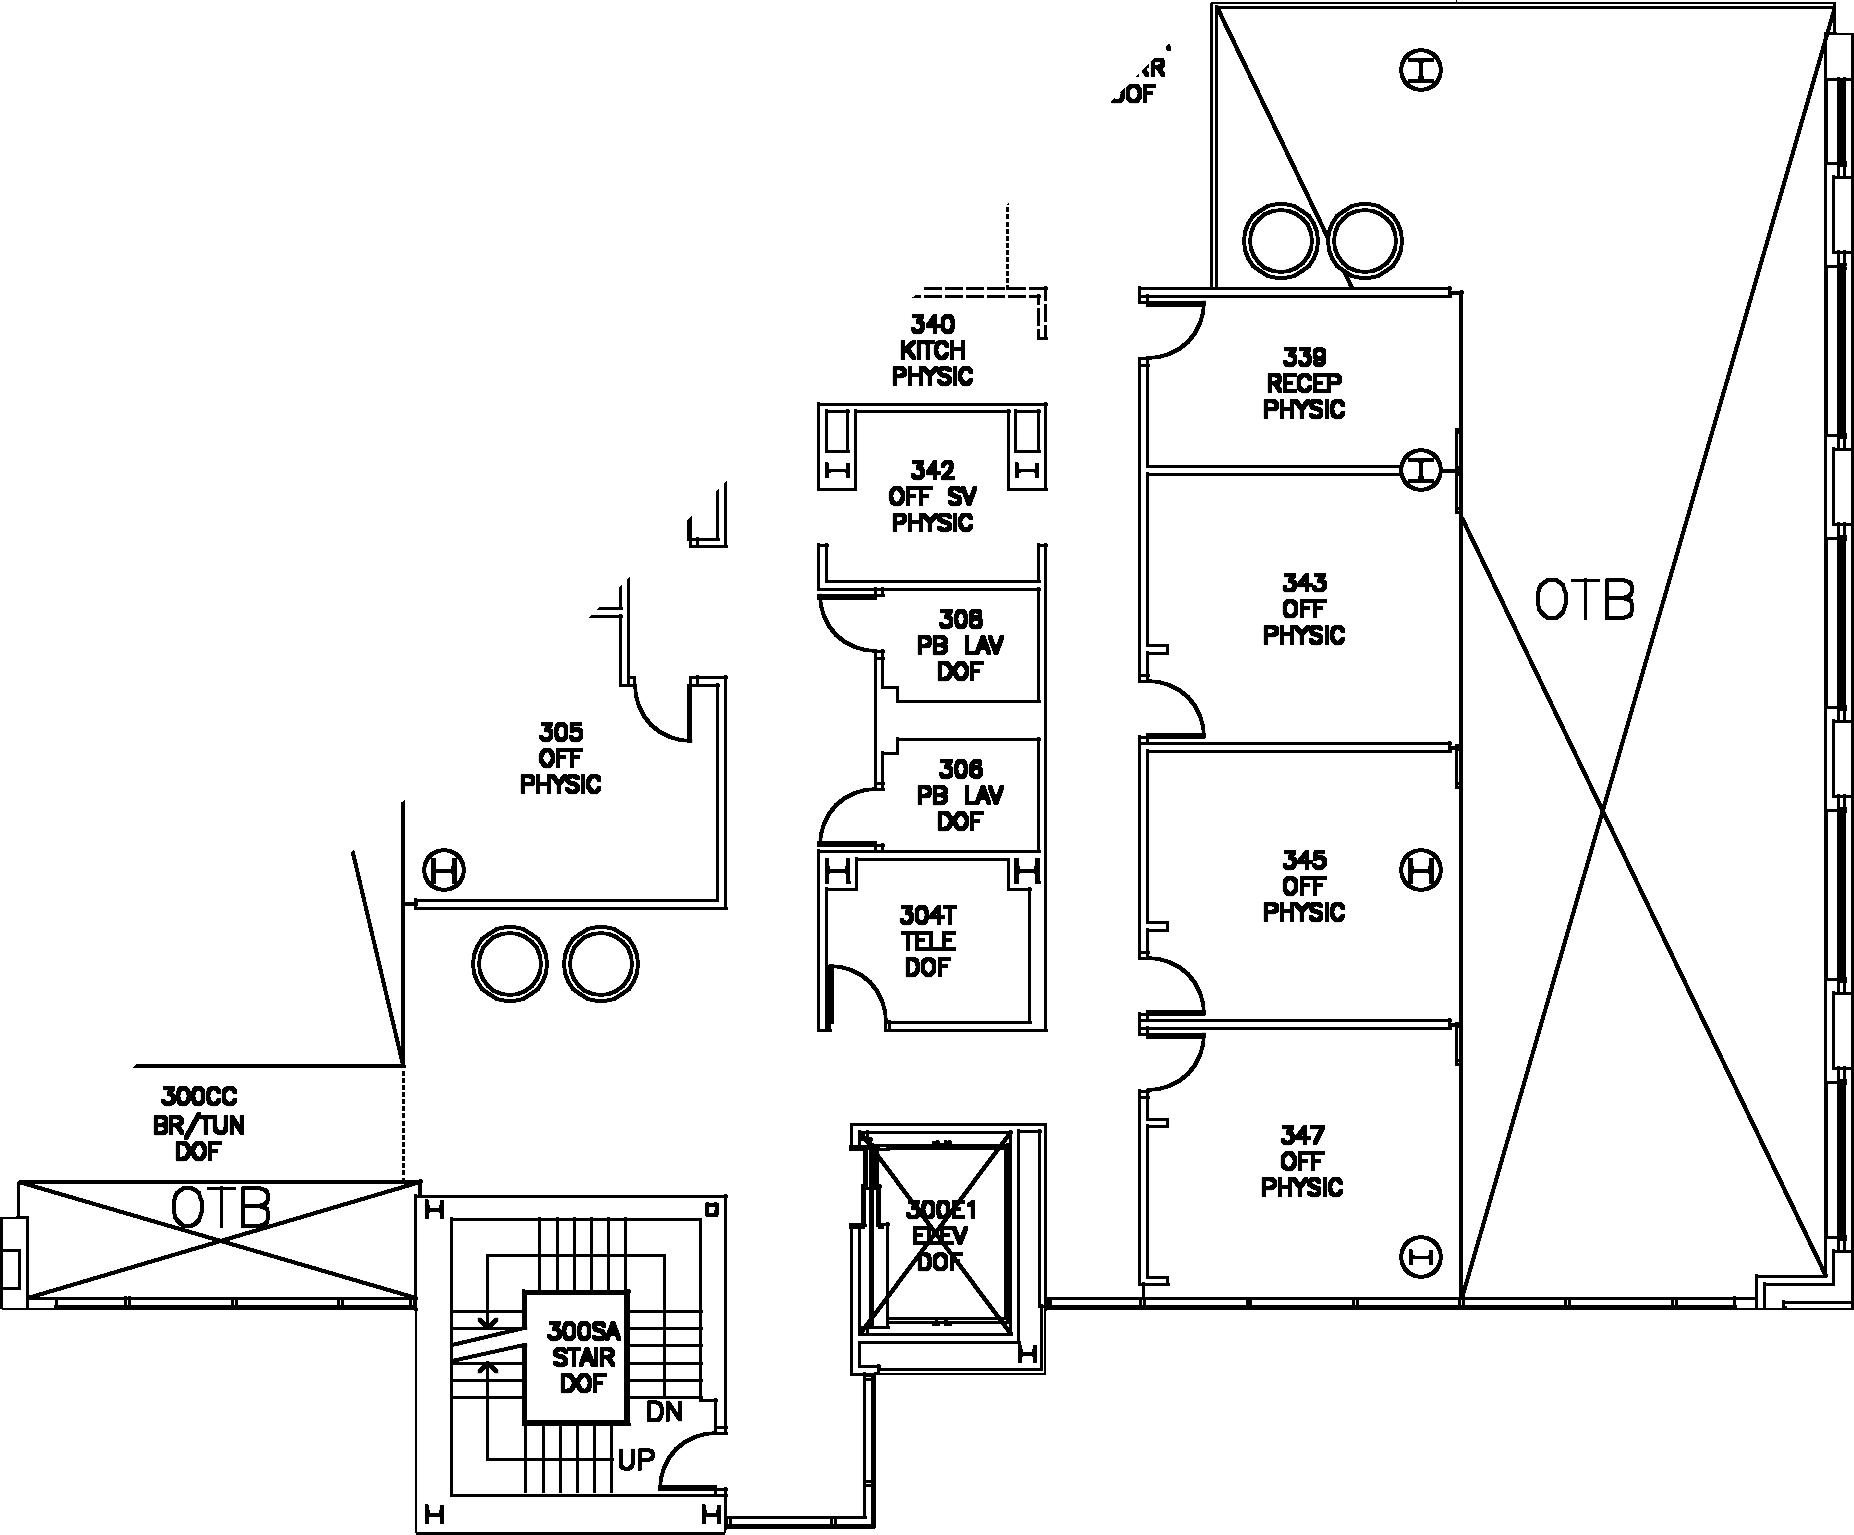 DOF
340
KITCH
PHYSIC
339
RECEP
PHYSIC
342
OFF SV
PHYSIC
343
OFF
PHYSIC
OTB
308
PB LAV
DOF
305
OFF
PHYSIC
306
PB LAV
DOF
345
OFF
PHYSIC
304T
TELE
DOF
300CC
BR/TUN
DOF
347
OFF
PHYSIC
OTB
300E1
ELEV
DOF
300SA
STAIR
DOF
DN
UP